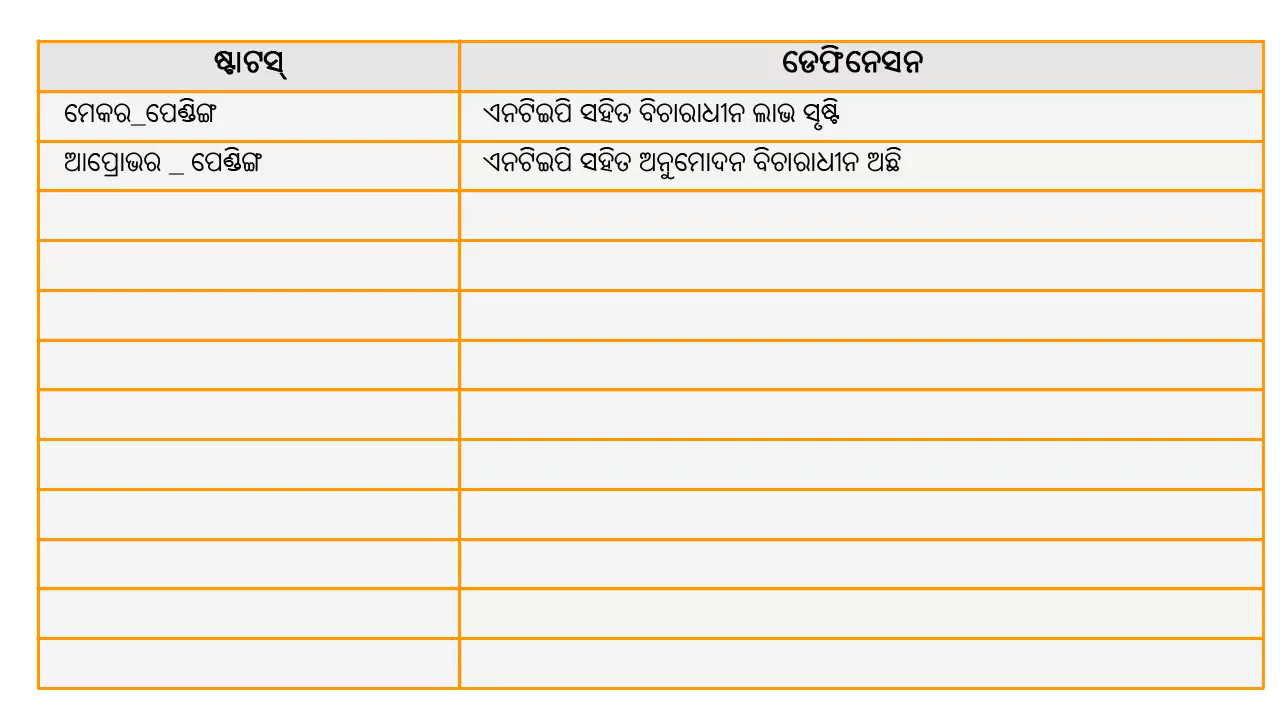 ଷ୍ଟାଟସ୍ ଡେଫିନେସନ
ମେକର_ପେଣ୍ଡିଙ୍ଗ ଏନଟିଇପି ସହିତ ବିଚାରାଧୀନ ଲାଭ ସୃଷ୍ଟି
ଆପ୍ରୋଭର _ ପେଣ୍ଡିଙ୍ଗ ଏନଟିଇପି ସହିତ ଅନୁମୋଦନ ବିଚାରାଧୀନ ଅଛି